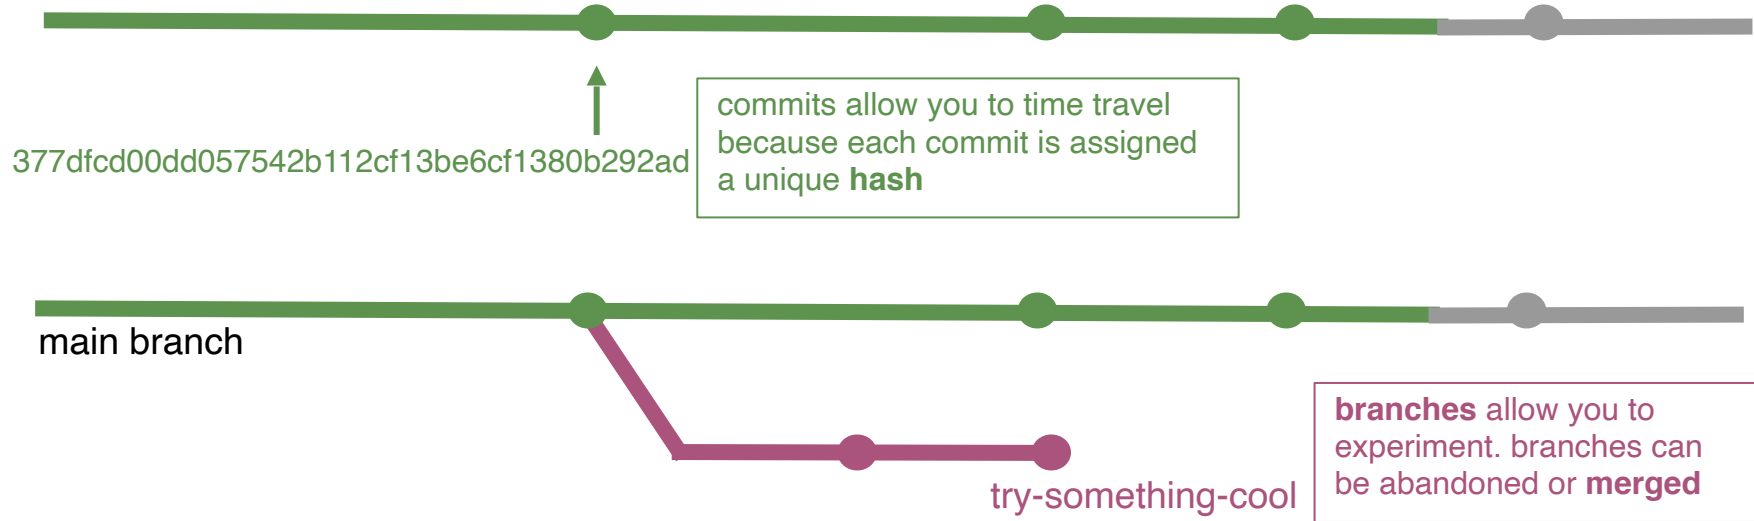 commits allow you to time travel
because each commit is assigned
a unique hash
377dfcd00dd057542b112cf13be6cf1380b292ad
main branch
branches allow you to
experiment. branches can
be abandoned or merged
try-something-cool